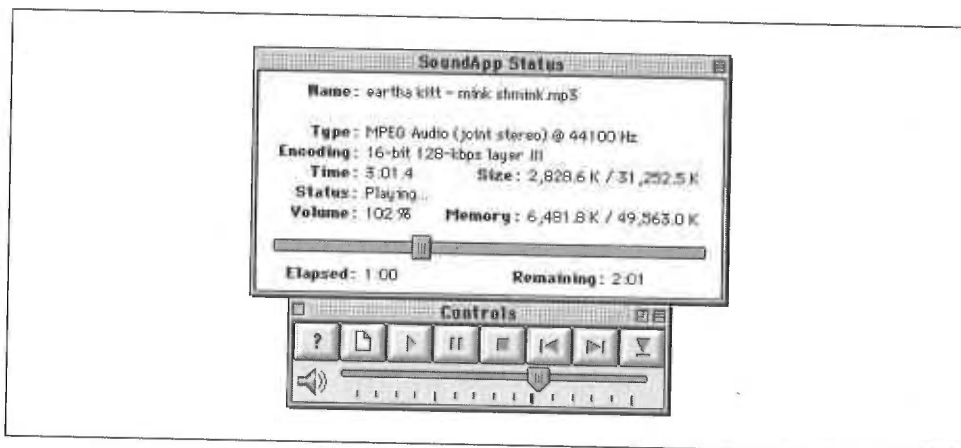 SoundApp Status
Name: eartha kitt - mink shmink.mp3
Type: MPEG Audio (joint stereo) @ 44100 Hz
Encoding: 16-bit 128-kbps layer III
Time: 3:01.4 Size: 2,828.6 K / 31,252.5 K
Status: Playing...
Volume: 102 % Memory: 6,481.8 K / 49,563.0 K
Elapsed: 1:00 Remaining: 2:01
Controls
?